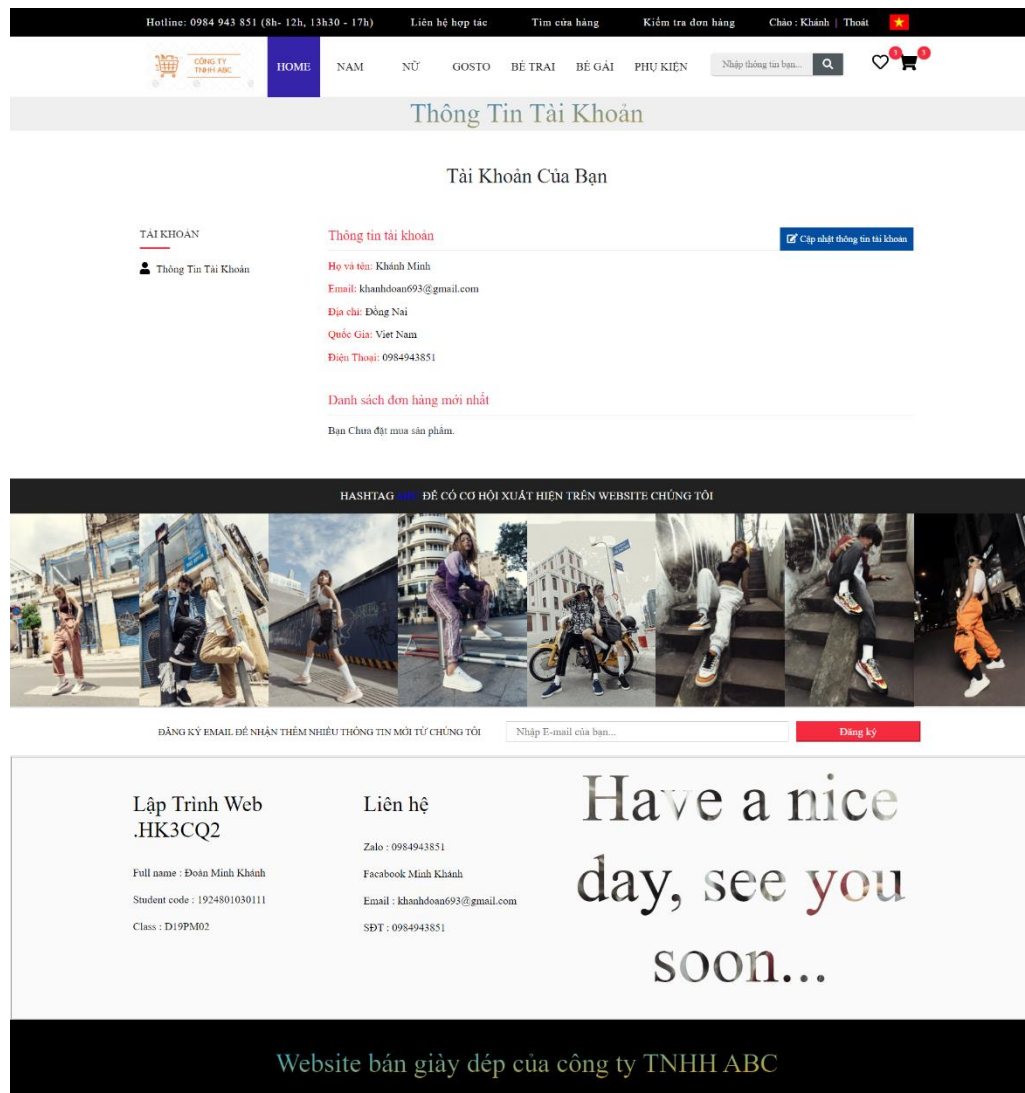 Hotline: 0984 943 851 (8h- 12h, 13h30 - 17h) Liên hệ hợp tác Tìm cửa hàng Kiểm tra đơn hàng Chào : Khánh | Thoát
CÔNG TY
TNHH ABC
HOME NAM NỮ GOSTO BÉ TRAI BÉ GÁI PHỤ KIỆN Nhập thông tin bạn... 3 3
Thông Tin Tài Khoản
Tài Khoản Của Bạn
TÀI KHOẢN
Thông Tin Tài Khoản
Thông tin tài khoản
Cập nhật thông tin tài khoản
Họ và tên: Khánh Minh
Email: khanhdoan693@gmail.com
Địa chỉ: Đồng Nai
Quốc Gia: Viet Nam
Điện Thoại: 0984943851
Danh sách đơn hàng mới nhất
Bạn Chưa đặt mua sản phẩm.
HASHTAG ABC ĐỂ CÓ CƠ HỘI XUẤT HIỆN TRÊN WEBSITE CHÚNG TÔI
ĐĂNG KÝ EMAIL ĐỂ NHẬN THÊM NHIỀU THÔNG TIN MỚI TỪ CHÚNG TÔI Nhập E-mail của bạn... Đăng ký
Lập Trình Web
.HK3CQ2
Full name : Đoàn Minh Khánh
Student code : 1924801030111
Class : D19PM02
Liên hệ
Zalo : 0984943851
Facabook Minh Khánh
Email : khanhdoan693@gmail.com
SĐT : 0984943851
Have a nice
day, see you
soon...
Website bán giày dép của công ty TNHH ABC